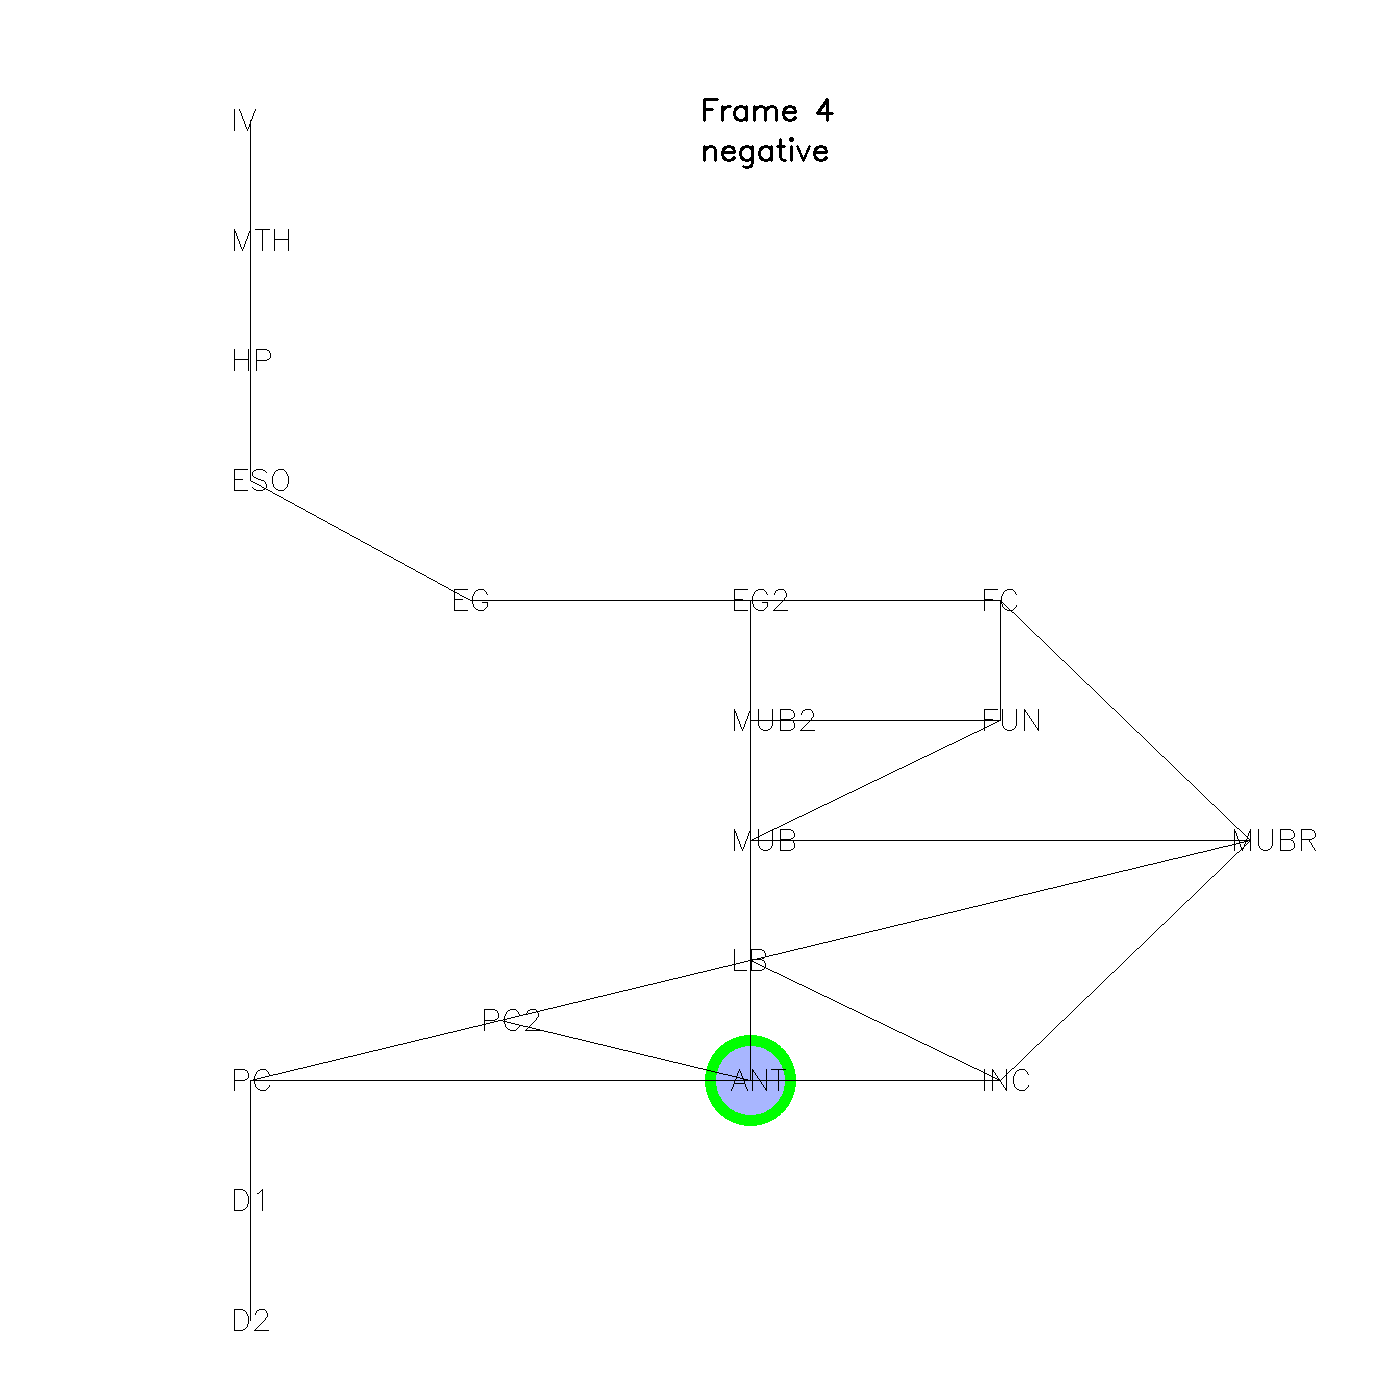 Frame 4
negative
IV
MTH
HP
ESO
EG EG2 FC
MUB2 FUN
MUB MUBR
LB
PC2
PC ANT INC
D1
D2